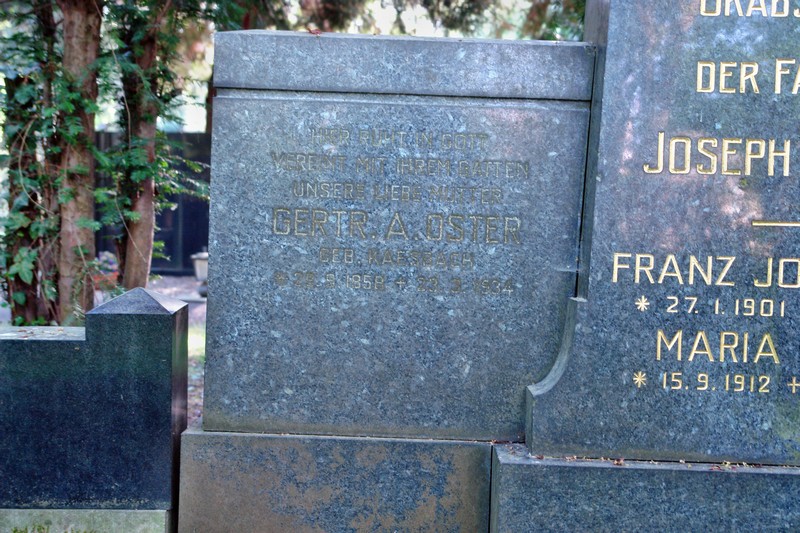 HIER RUHT IN GOTT
VEREINT MIT IHREM GATTEN
UNSERE LIEBE MUTTER
GERTR. A. OSTER
GEB.
DER
JOSEPH
FRANZ
* 27. 1. 1901
MARIA
* 15. 9. 1912 +